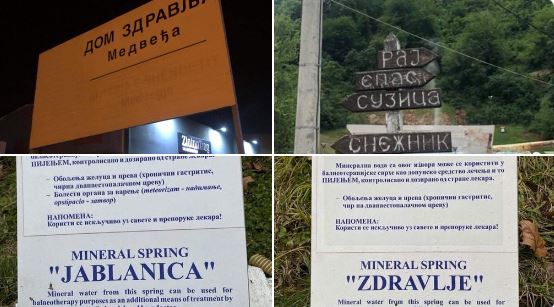 ДОМ ЗДРАВЉА
Медвеђа
РАЈ
СПАС
СУЗИЦА
СНЕЖНИК
ПИЈЕЊЕМ, контролисано и дозирано од стране лекара.
– Обољења желуца и црева (хронични гастритис,
чир на дванаестопалачном цреву)
– Болести органа за варење (метеоризам – надимање,
опстипација – затвор)
НАПОМЕНА:
Користи се искључиво уз савете и препоруке лекара!
MINERAL SPRING
"JABLANICA"
Mineral water from this spring can be used for
balneotherapy purposes as an additional means of treatment by
Минерална вода са овог извора може се користити у
балнеотерапијске сврхе као допунско средство лечења и то
ПИЈЕЊЕМ, контролисано и дозирано од стране лекара.
– Обољења желуца и црева (хронични гастритис,
чир на дванаестопалачном цреву)
НАПОМЕНА:
Користи се искључиво уз савете и препоруке лекара!
MINERAL SPRING
"ZDRAVLJE"
Mineral water from this spring can be used for